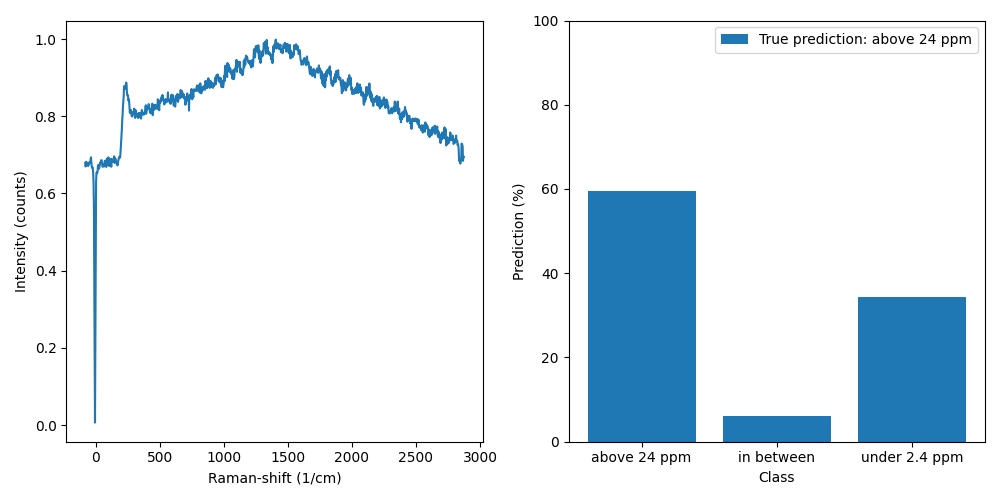 1.0
0.8
0.6
0.4
0.2
0.0
Intensity (counts)
0 500 1000 1500 2000 2500 3000
Raman-shift (1/cm)
100
80
60
40
20
0
Prediction (%)
True prediction: above 24 ppm
above 24 ppm in between under 2.4 ppm
Class